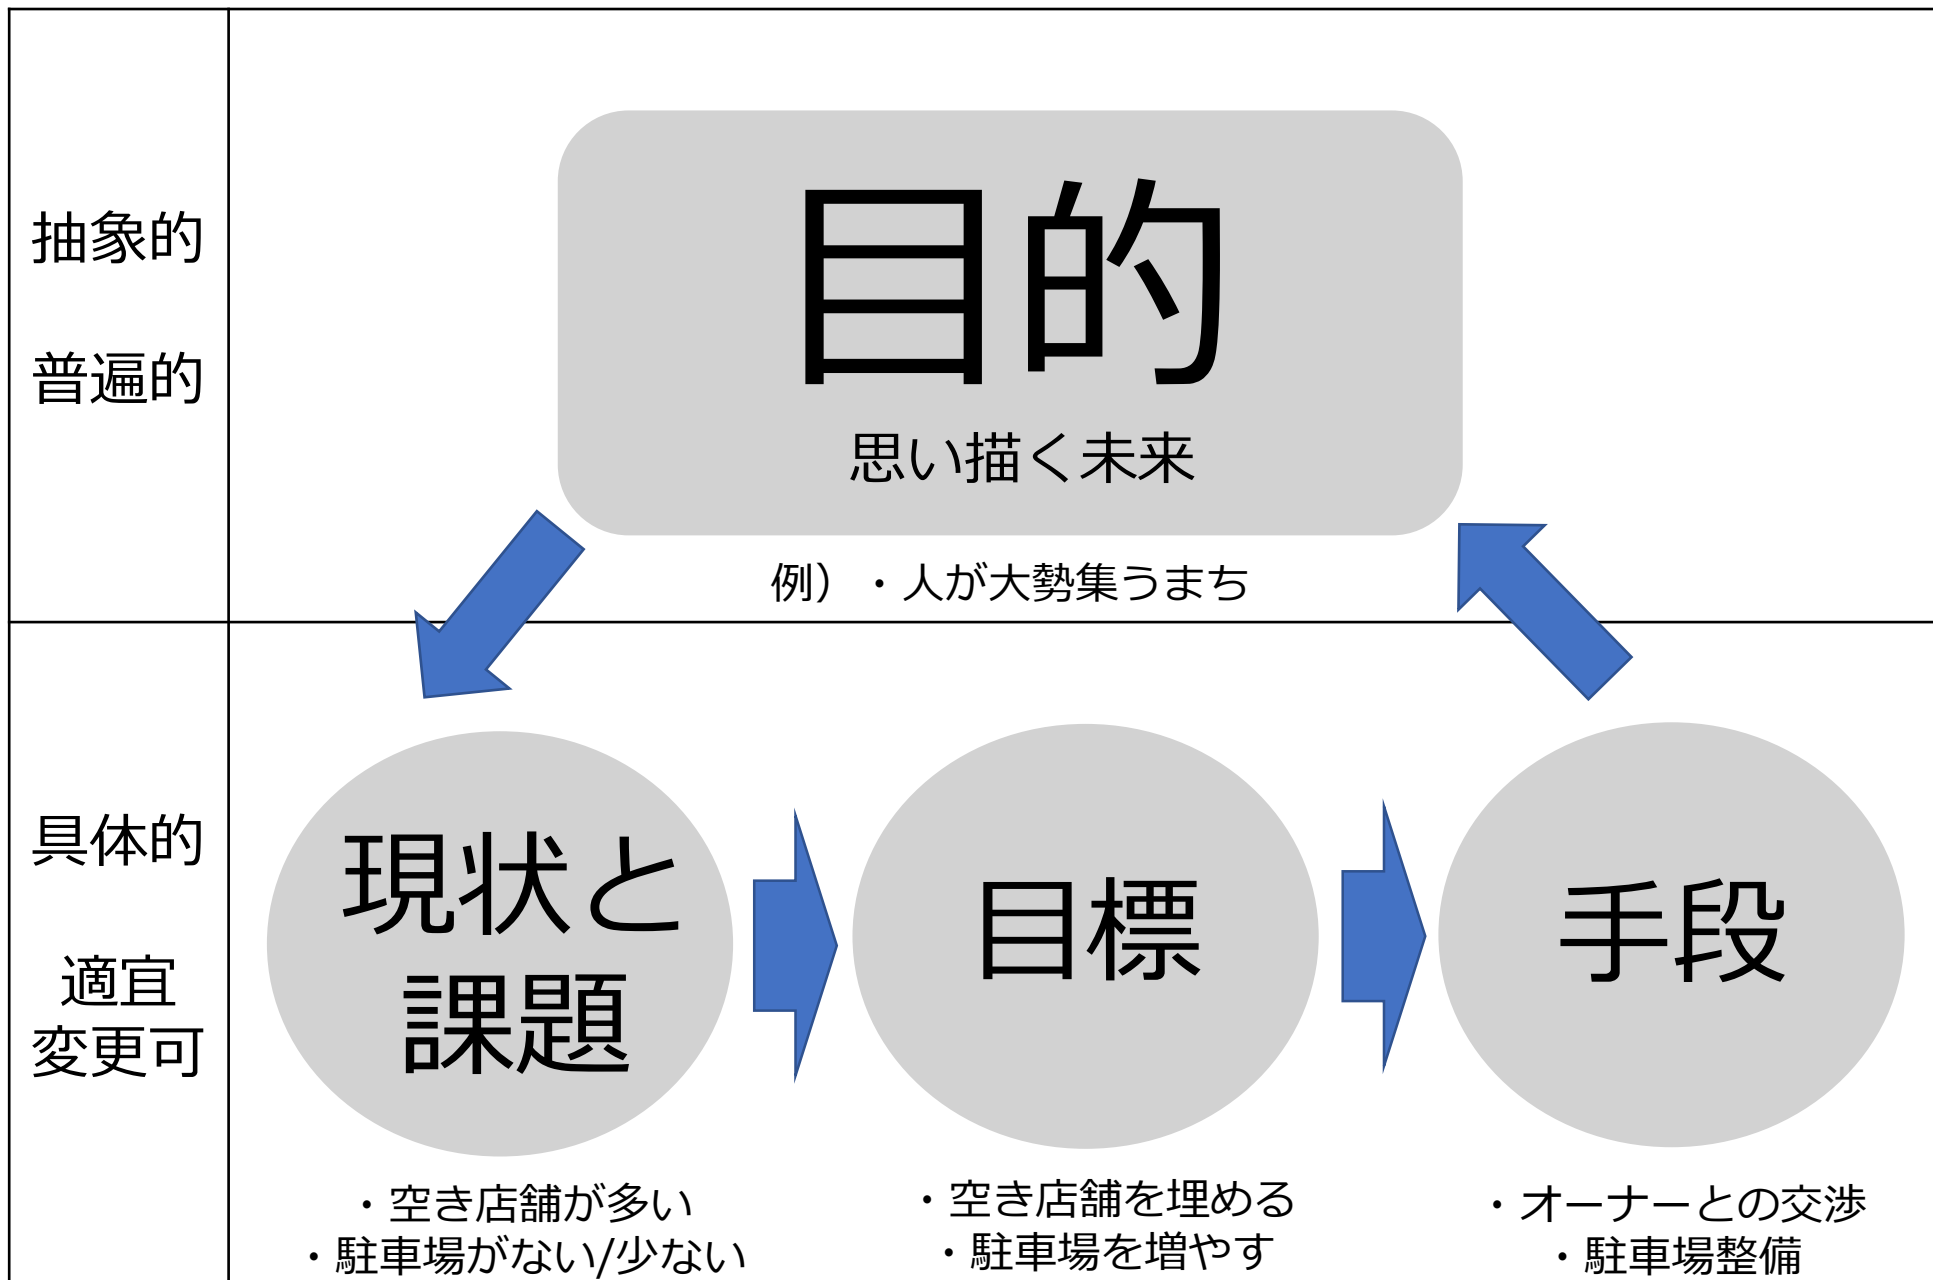 抽象的
普遍的
目的
思い描く未来
例）・人が大勢集うまち
具体的
適宜
変更可
現状と
課題
目標
手段
・空き店舗が多い
・駐車場がない/少ない
・空き店舗を埋める
・駐車場を増やす
・オーナーとの交渉
・駐車場整備